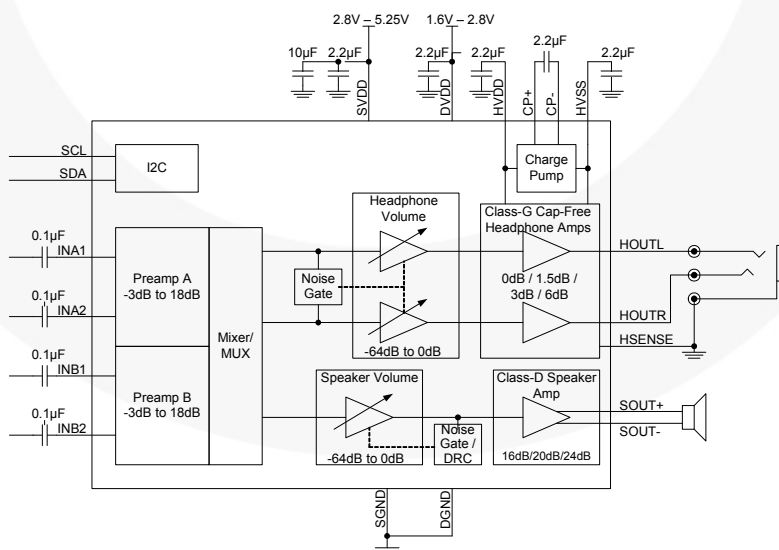 2.8V – 5.25V
1.6V – 2.8V
10µF
2.2µF
2.2µF
2.2µF
2.2µF
2.2µF
SVDD
DVDD
HVDD
CP+
CP-
HVSS
SCL
SDA
I2C
Charge
Pump
Headphone
Volume
Class-G Cap-Free
Headphone Amps
0.1µF
INA1
0.1µF
INA2
0.1µF
INB1
0.1µF
INB2
Preamp A
-3dB to 18dB
Preamp B
-3dB to 18dB
Mixer/
MUX
Noise
Gate
-64dB to 0dB
0dB / 1.5dB /
3dB / 6dB
HOUTL
HOUTR
HSENSE
Speaker Volume
-64dB to 0dB
Noise
Gate /
DRC
Class-D Speaker
Amp
16dB/20dB/24dB
SOUT+
SOUT-
SGND
DGND